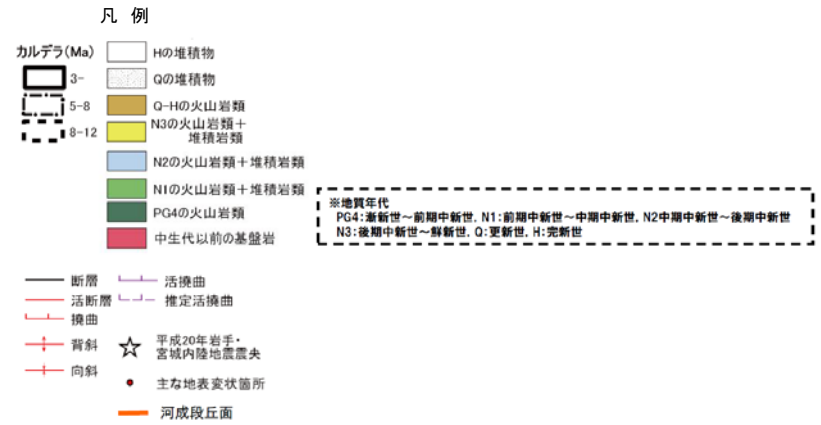 凡 例
カルデラ(Ma)
3-
5-8
8-12
Hの堆積物
Qの堆積物
Q-Hの火山岩類
N3の火山岩類＋
堆積岩類
N2の火山岩類＋堆積岩類
N1の火山岩類＋堆積岩類
PG4の火山岩類
中生代以前の基盤岩
※地質年代
PG4:漸新世～前期中新世, N1:前期中新世～中期中新世, N2中期中新世～後期中新世
N3:後期中新世～鮮新世, Q:更新世, H:完新世
断層
活断層
撓曲
背斜
向斜
活撓曲
推定活撓曲
平成20年岩手・
宮城内陸地震震央
主な地表変状箇所
河成段丘面